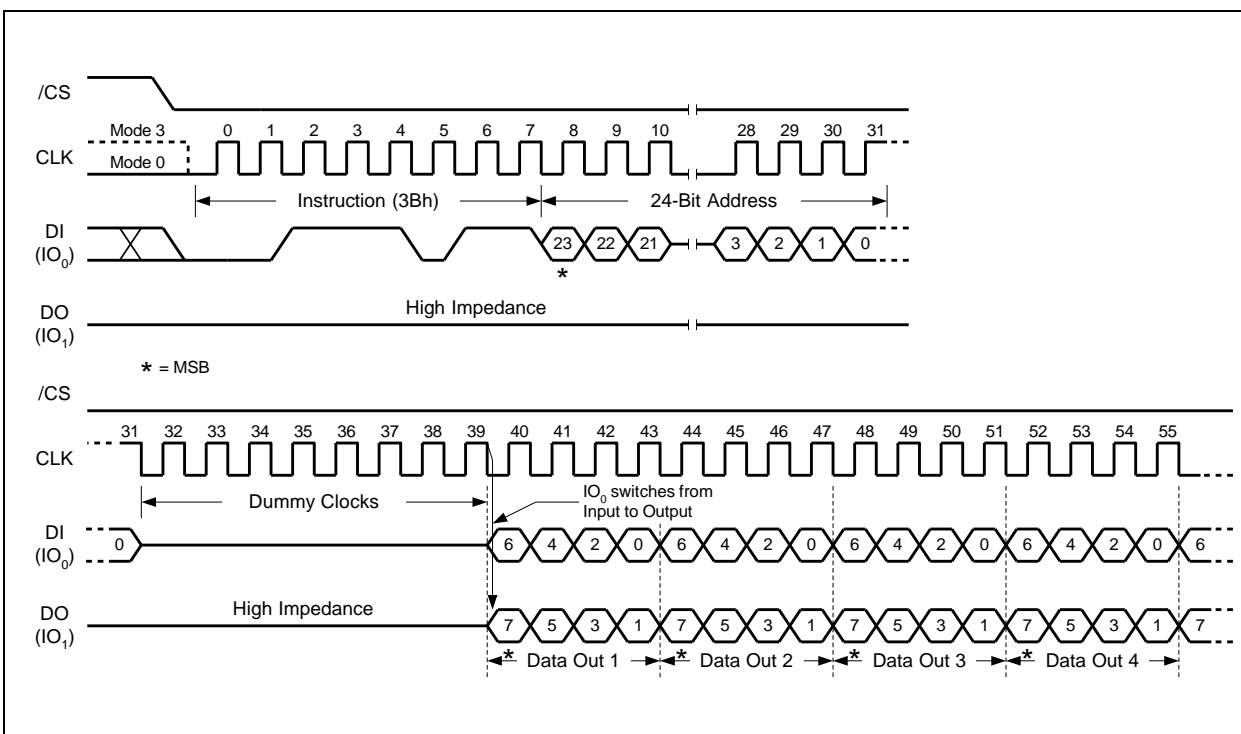 /CS
Mode 3
0 1 2 3 4 5 6 7 8 9 10 28 29 30 31
CLK
Mode 0
Instruction (3Bh) 24-Bit Address
DI
(IO0)
23 22 21 3 2 1 0
*
High Impedance
DO
(IO1)
* = MSB
/CS
31 32 33 34 35 36 37 38 39 40 41 42 43 44 45 46 47 48 49 50 51 52 53 54 55
CLK
Dummy Clocks
IO0 switches from
Input to Output
DI
(IO0)
0 6 4 2 0 6 4 2 0 6 4 2 0 6 4 2 0 6
High Impedance
DO
(IO1)
7 5 3 1 7 5 3 1 7 5 3 1 7 5 3 1 7
* Data Out 1 * Data Out 2 * Data Out 3 * Data Out 4